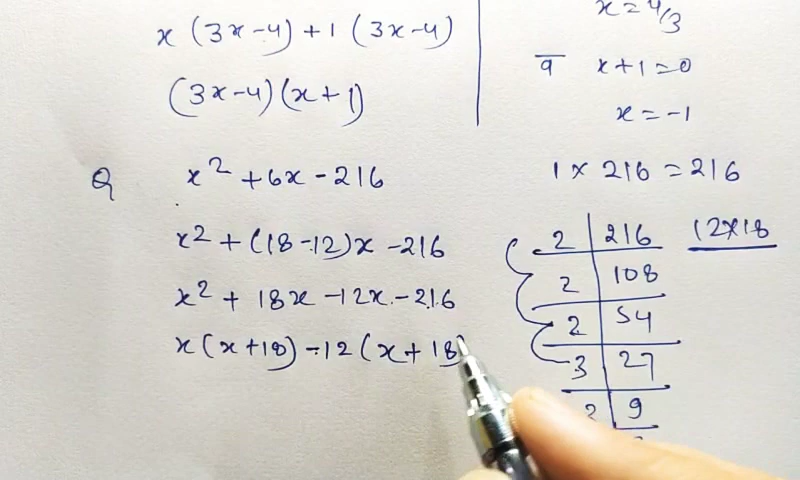 x (3x-4) + 1 (3x-4)
(3x-4)(x+1)
x = 4/3
x+1=0
x = -1
Q x² + 6x - 216
x² + (18-12)x - 216
x² + 18x - 12x - 216
x(x+18) - 12 (x+18)
1 × 216 = 216
2 | 216 12×18
2 | 108
2 | 54
3 | 27
9